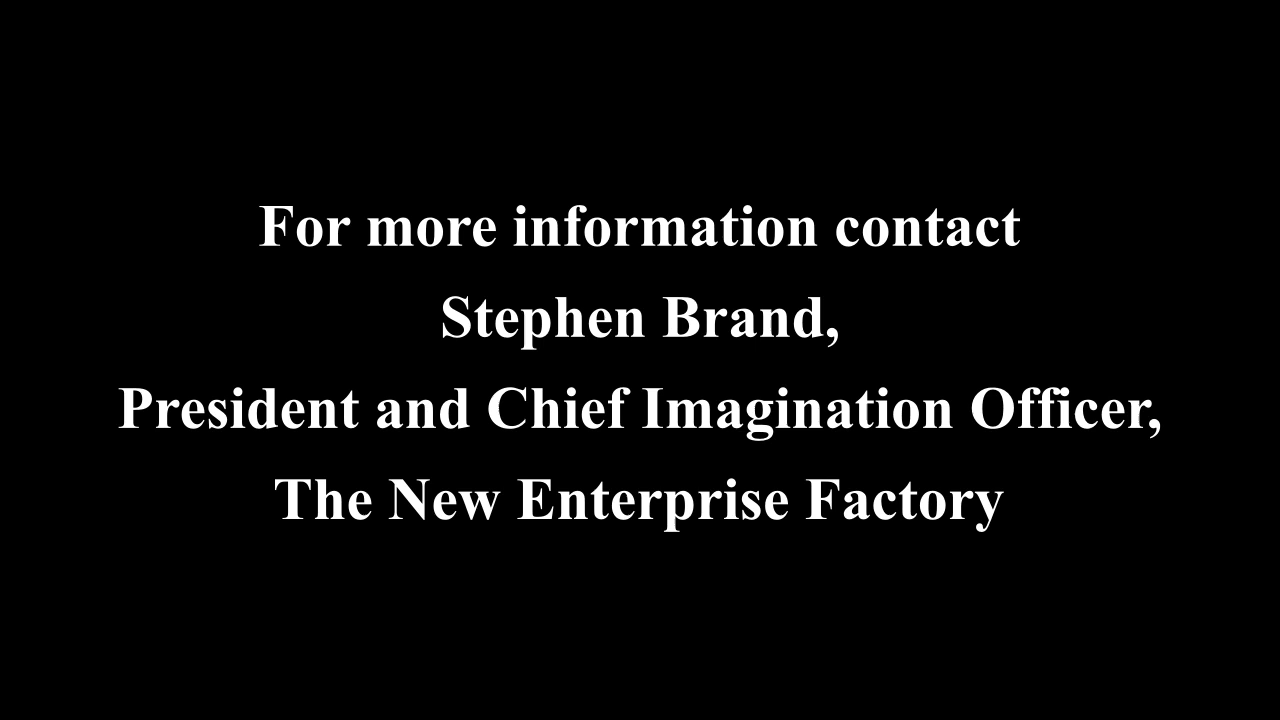 For more information contact
Stephen Brand,
President and Chief Imagination Officer,
The New Enterprise Factory